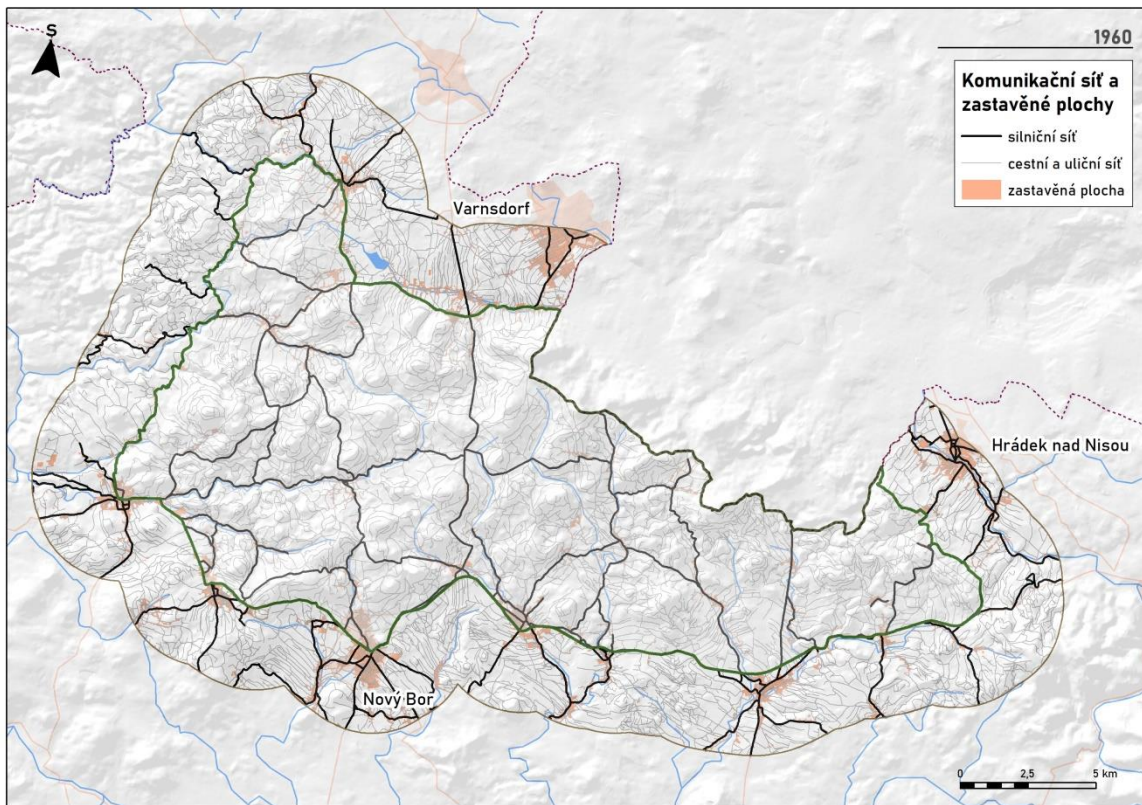 S
1960
Komunikační síť a
zastavěné plochy
silniční síť
cestní a uliční síť
zastavěná plocha
Varnsdorf
Hrádek nad Nisou
Nový Bor
0 2,5 5 km